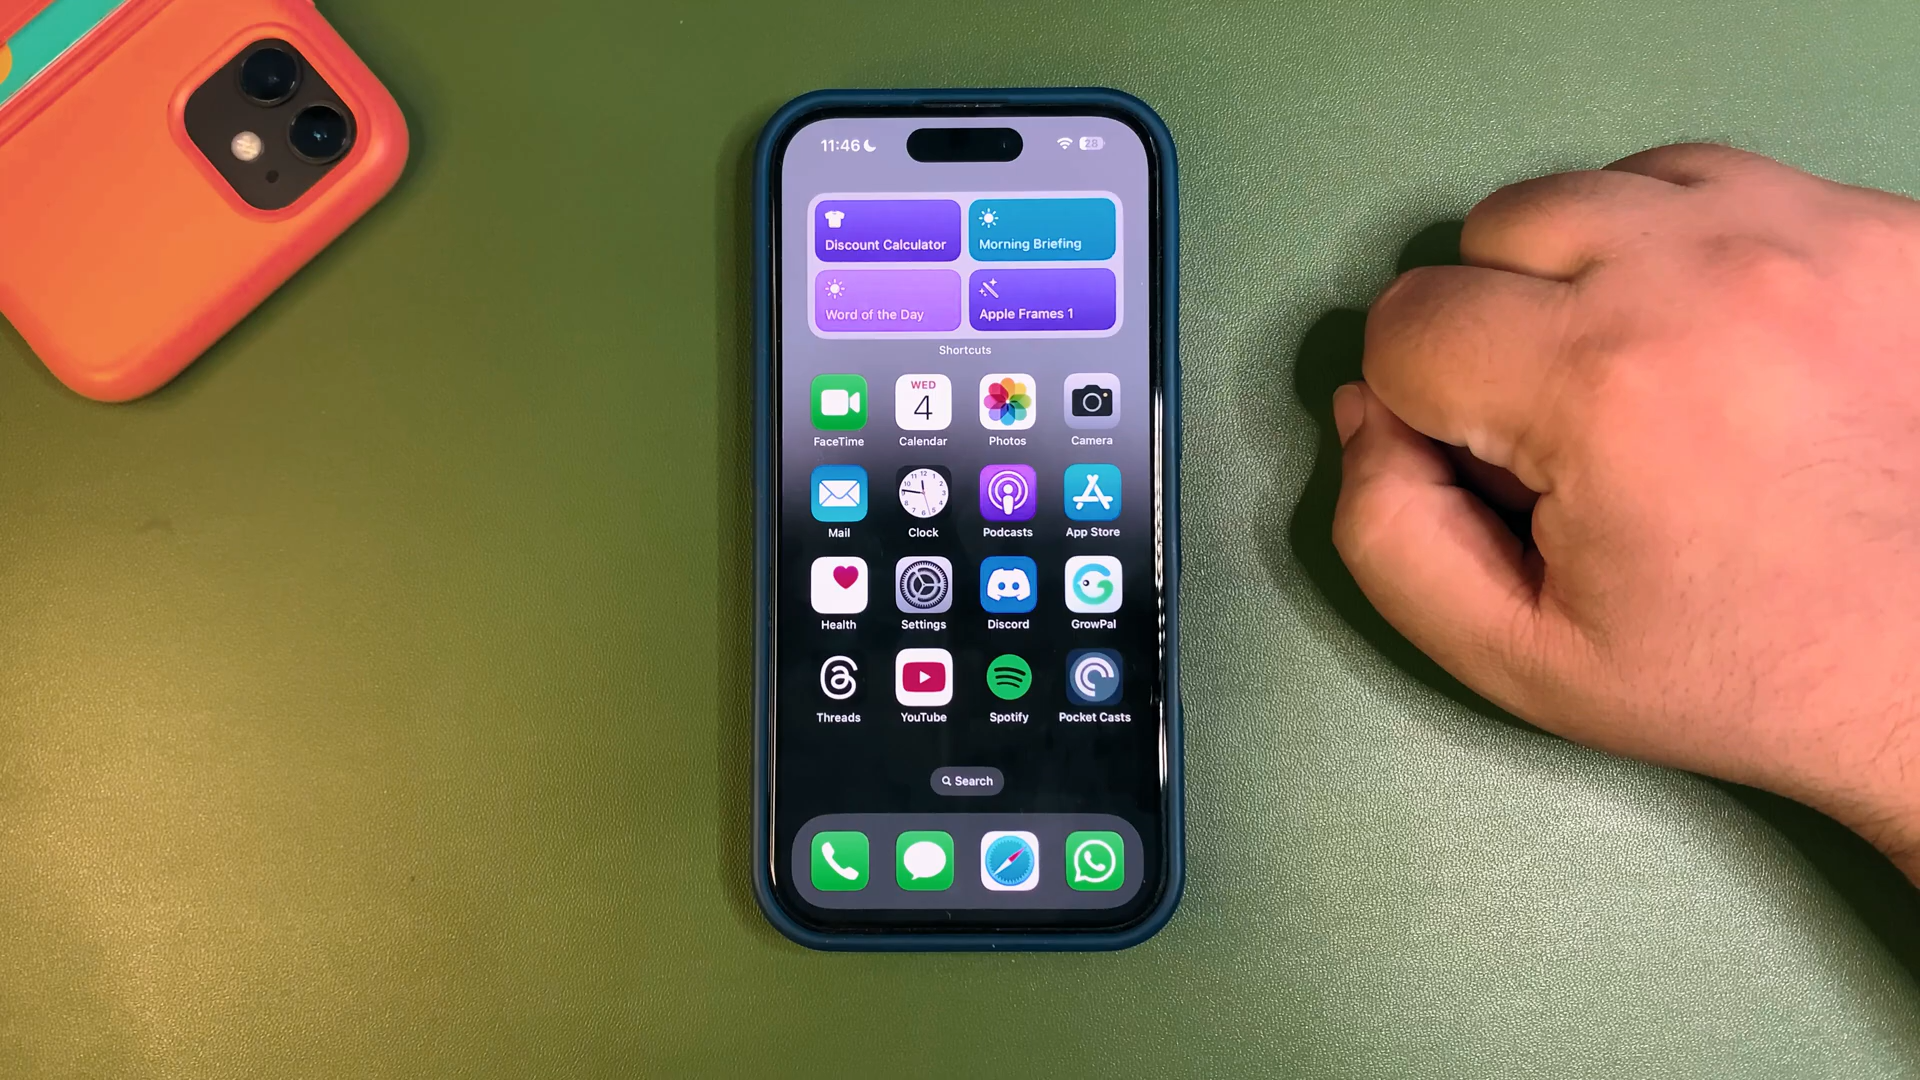 11:46 28
Discount Calculator Morning Briefing
Word of the Day Apple Frames 1
Shortcuts
WED
4
FaceTime Calendar Photos Camera
Mail Clock Podcasts App Store
Health Settings Discord GrowPal
Threads YouTube Spotify Pocket Casts
Search